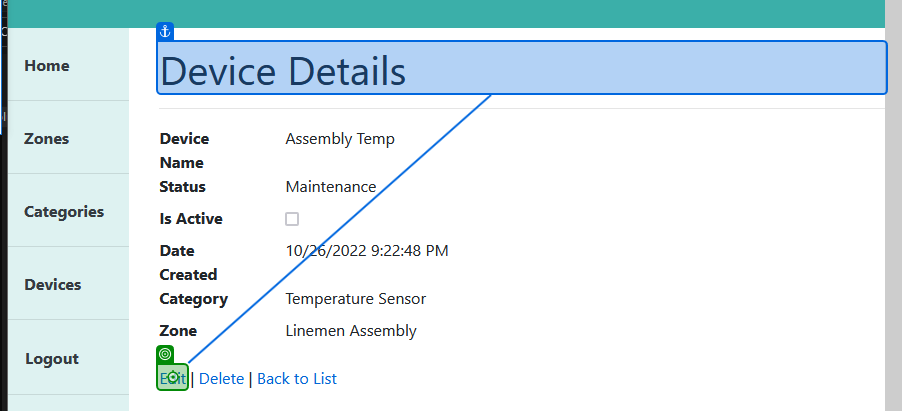 Home
Zones
Categories
Devices
Logout
Device Details
Device Name
Assembly Temp
Status
Maintenance
Is Active
Date Created
10/26/2022 9:22:48 PM
Category
Temperature Sensor
Zone
Linemen Assembly
Edit | Delete | Back to List